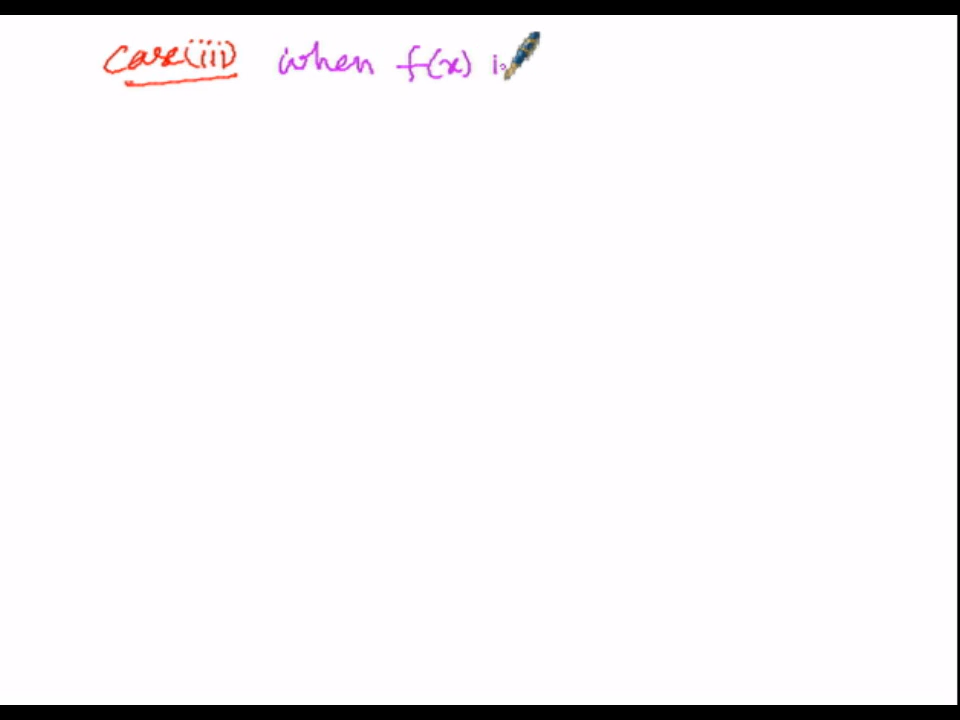 case(iii) when f(x) i